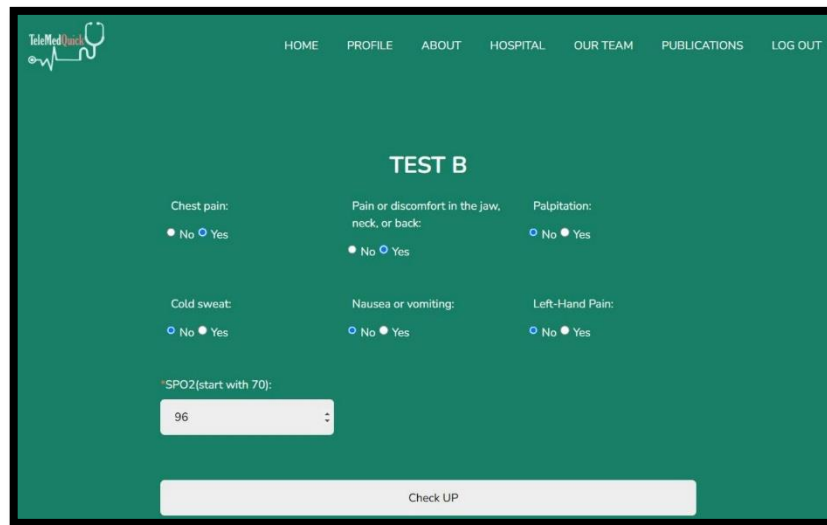 TeleMedQuick
HOME PROFILE ABOUT HOSPITAL OUR TEAM PUBLICATIONS LOG OUT
TEST B
Chest pain:
No Yes
Pain or discomfort in the jaw,
neck, or back:
No Yes
Palpitation:
No Yes
Cold sweat:
No Yes
Nausea or vomiting:
No Yes
Left-Hand Pain:
No Yes
*SPO2(start with 70):
96
Check UP